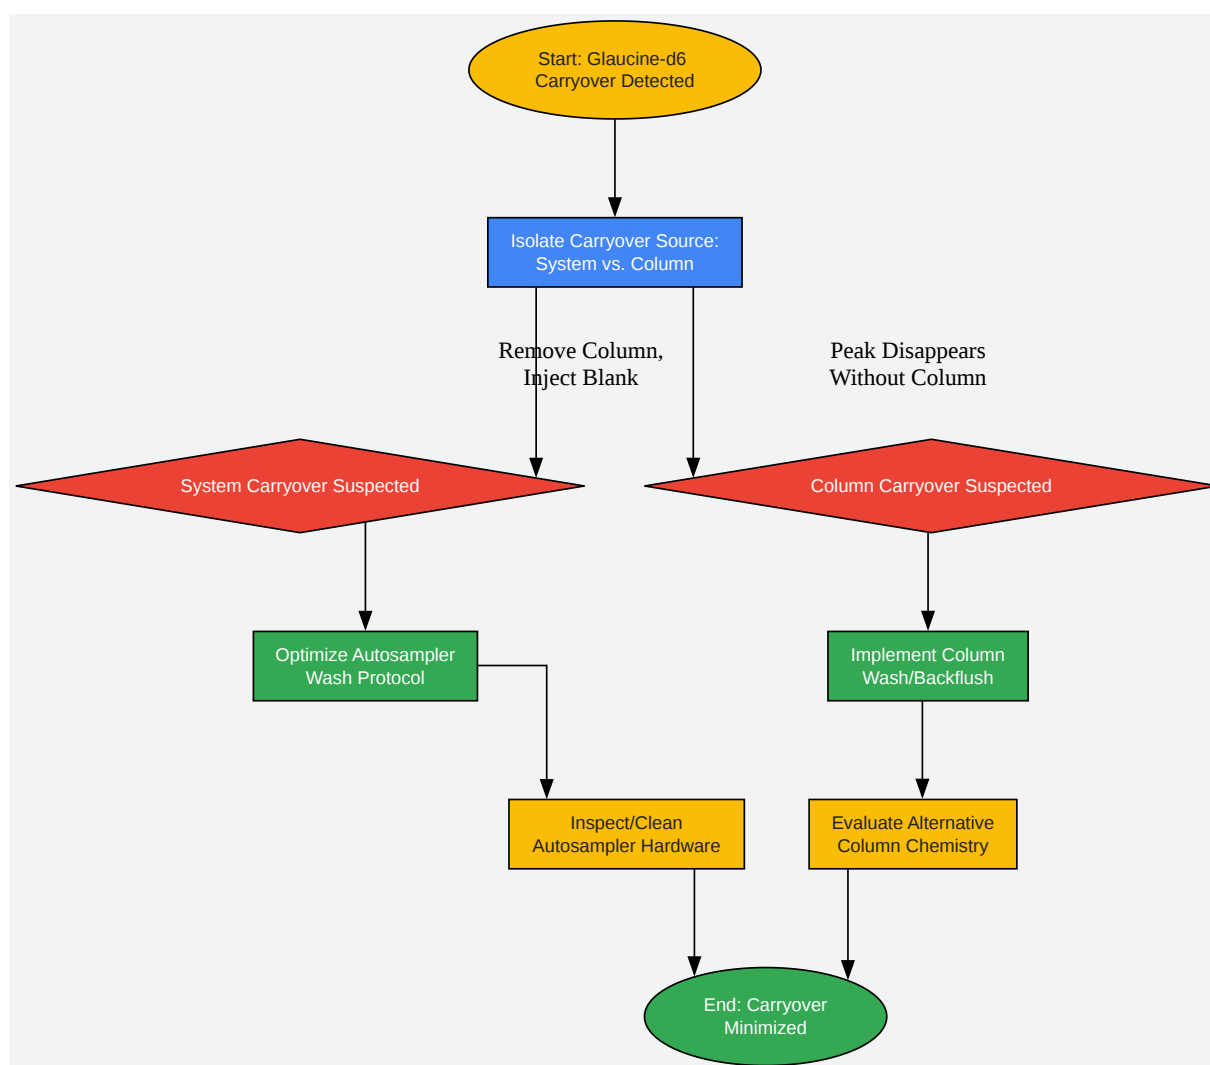 Start: Glaucine-d6
Carryover Detected
Isolate Carryover Source:
System vs. Column
Remove Column,
Inject Blank
Peak Disappears
Without Column
System Carryover Suspected
Column Carryover Suspected
Optimize Autosampler
Wash Protocol
Implement Column
Wash/Backflush
Inspect/Clean
Autosampler Hardware
Evaluate Alternative
Column Chemistry
End: Carryover
Minimized